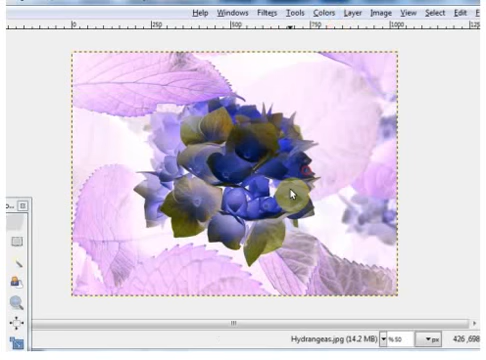 Help Windows Filters Tools Colors Layer Image View Select Edit
0 250 500 750 1000
Hydrangeas.jpg (14.2 MB) % 50 px 426 ,698